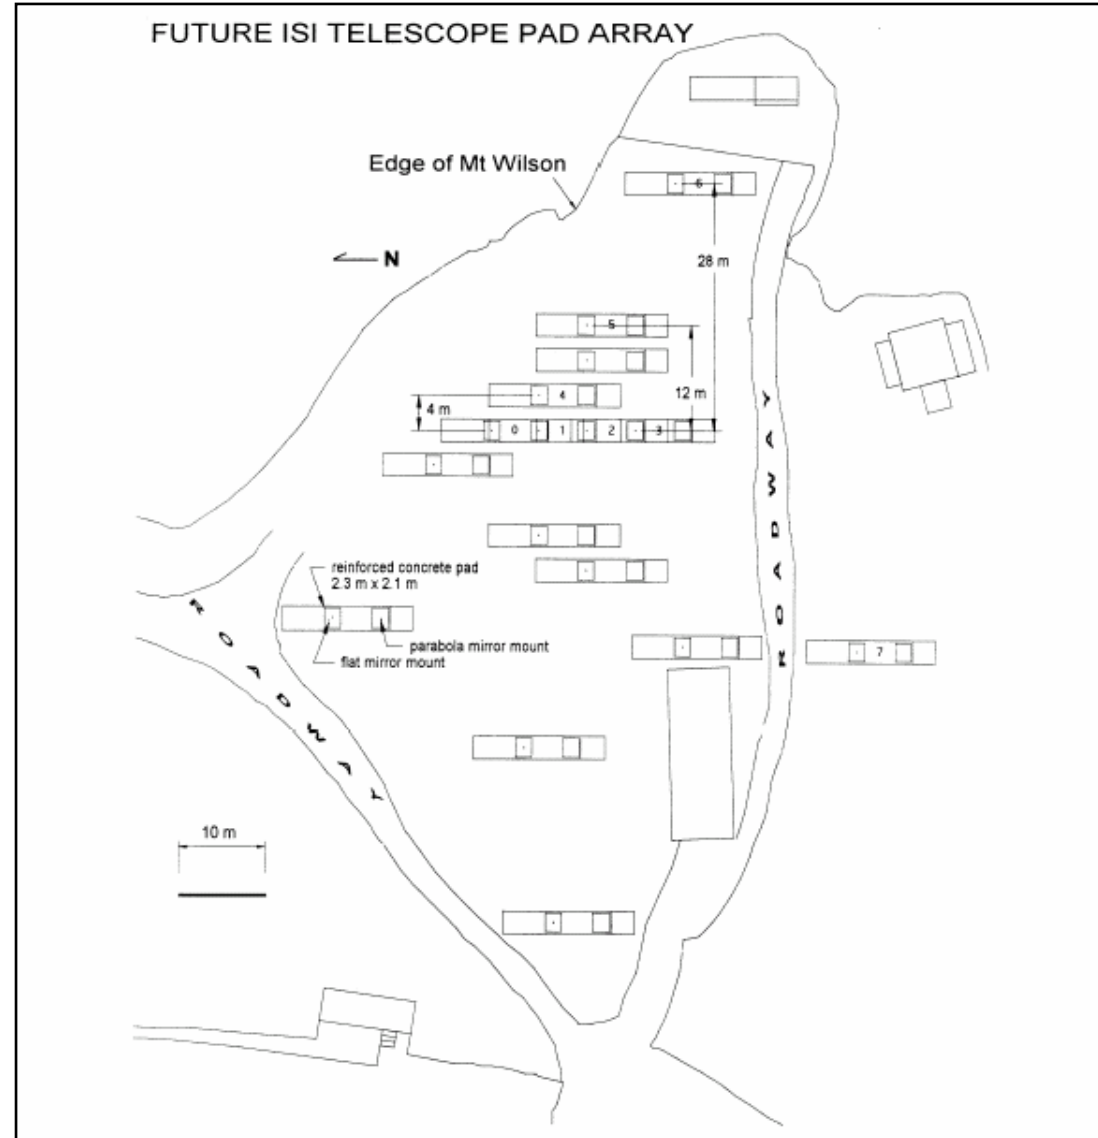 FUTURE ISI TELESCOPE PAD ARRAY
Edge of Mt Wilson
6
N
28 m
5
12 m
4
4 m
0 1 2 3
ROADWAY
reinforced concrete pad
2.3 m x 2.1 m
parabola mirror mount
flat mirror mount
7
ROADWAY
10 m